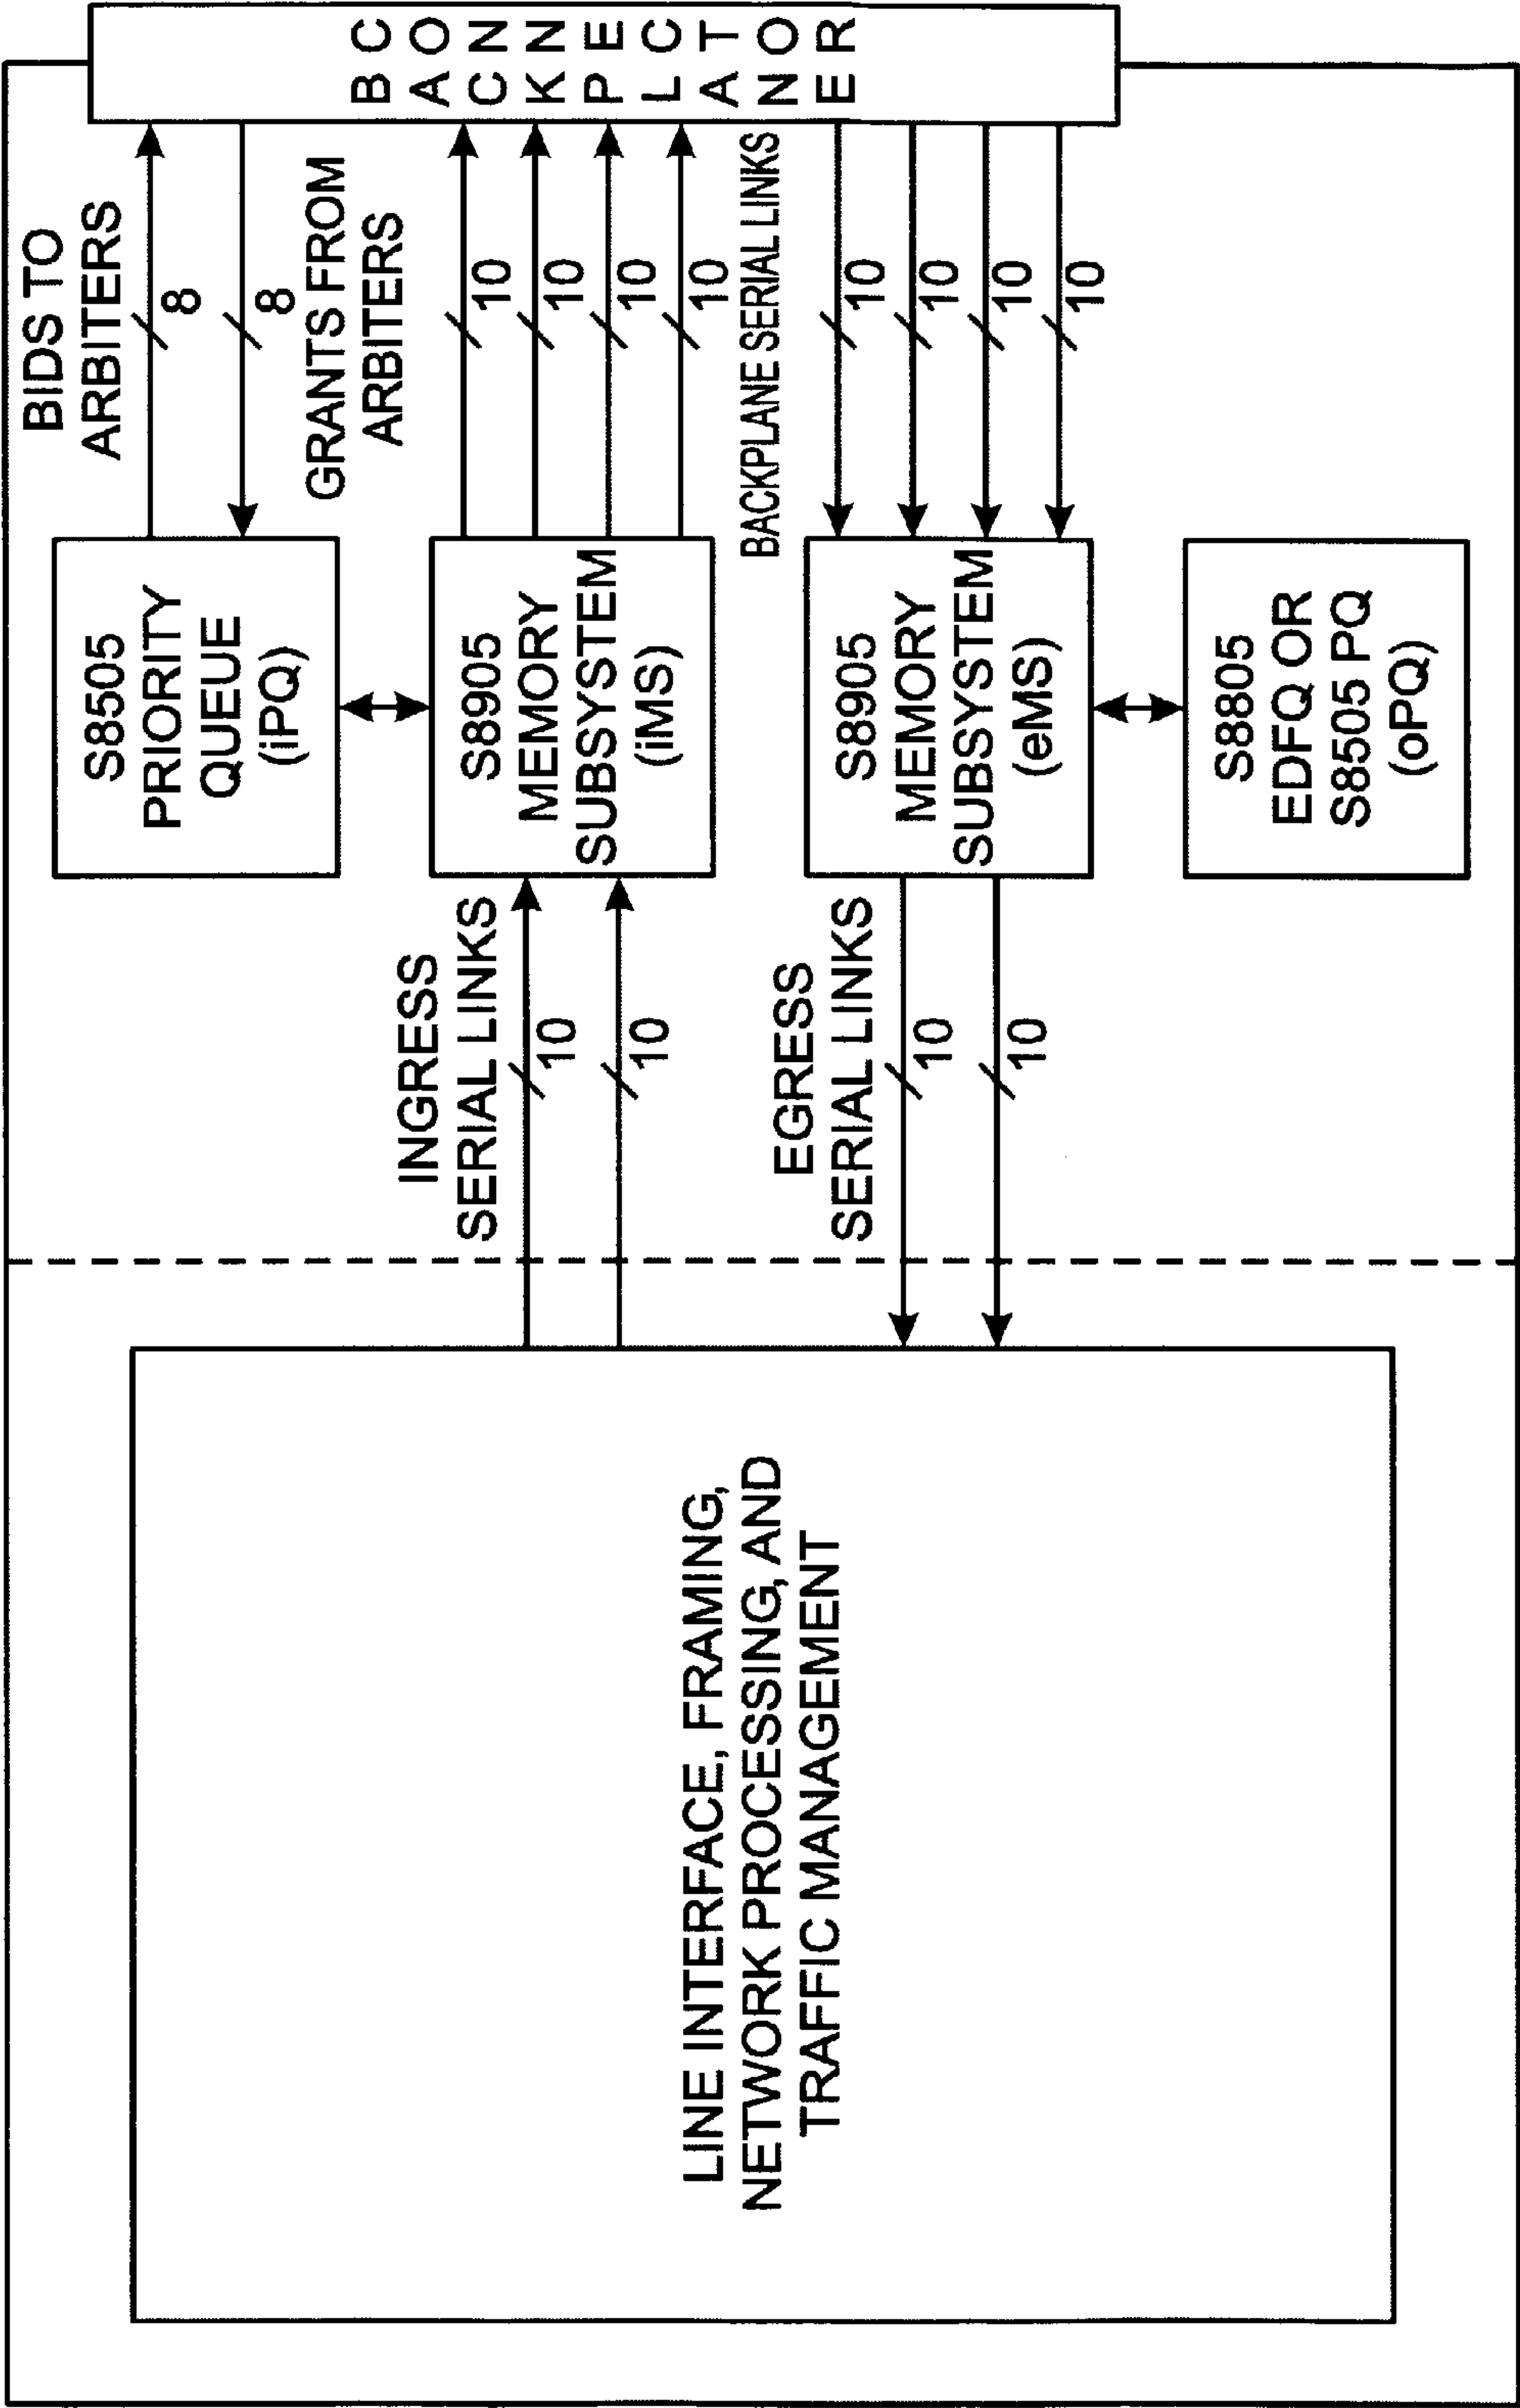 BIDS TO
ARBITERS
8
8
GRANTS FROM
ARBITERS
S8505
PRIORITY
QUEUE
(iPQ)
INGRESS
SERIAL LINKS
10
10
S8905
MEMORY
SUBSYSTEM
(iMS)
10
10
10
10
B C
A O
C N
K N
P E
L C
A T
N O
E R
LINE INTERFACE, FRAMING,
NETWORK PROCESSING, AND
TRAFFIC MANAGEMENT
BACKPLANE SERIAL LINKS
EGRESS
SERIAL LINKS
10
10
S8905
MEMORY
SUBSYSTEM
(eMS)
10
10
10
10
S8805
EDFQ OR
S8505 PQ
(oPQ)